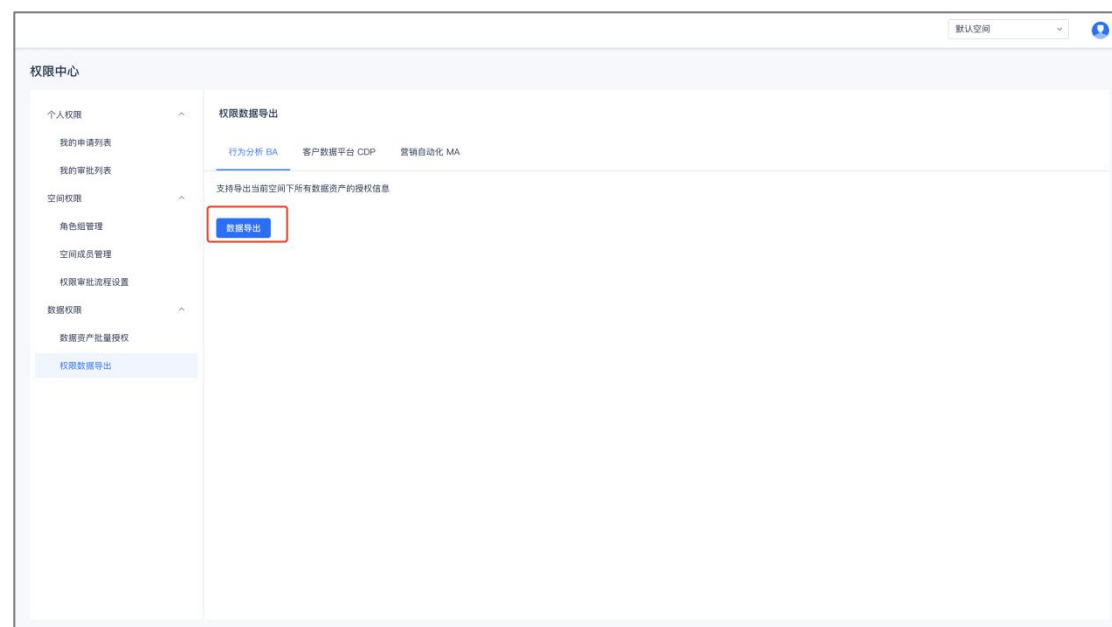 默认空间
权限中心
个人权限
我的申请列表
我的审批列表
空间权限
角色组管理
空间成员管理
权限审批流程设置
数据权限
数据资产批量授权
权限数据导出
权限数据导出
行为分析 BA 客户数据平台 CDP 营销自动化 MA
支持导出当前空间下所有数据资产的授权信息
数据导出